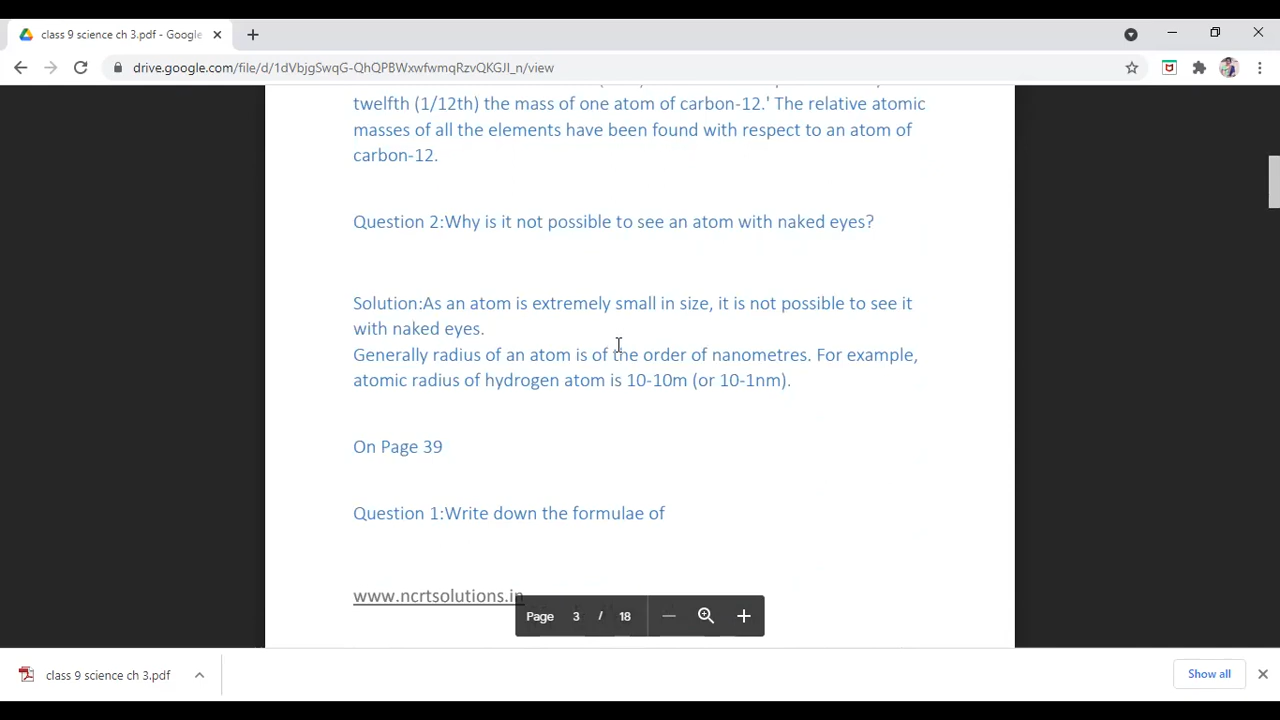 class 9 science ch 3.pdf - Google
drive.google.com/file/d/1dVbjgSwqG-QhQPBWxwfwmqRzvQKGJI_n/view
twelfth (1/12th) the mass of one atom of carbon-12.' The relative atomic
masses of all the elements have been found with respect to an atom of
carbon-12.
Question 2:Why is it not possible to see an atom with naked eyes?
Solution:As an atom is extremely small in size, it is not possible to see it
with naked eyes.
Generally radius of an atom is of the order of nanometres. For example,
atomic radius of hydrogen atom is 10-10m (or 10-1nm).
On Page 39
Question 1:Write down the formulae of
www.ncrtsolutions.in
Page 3 / 18
class 9 science ch 3.pdf
Show all